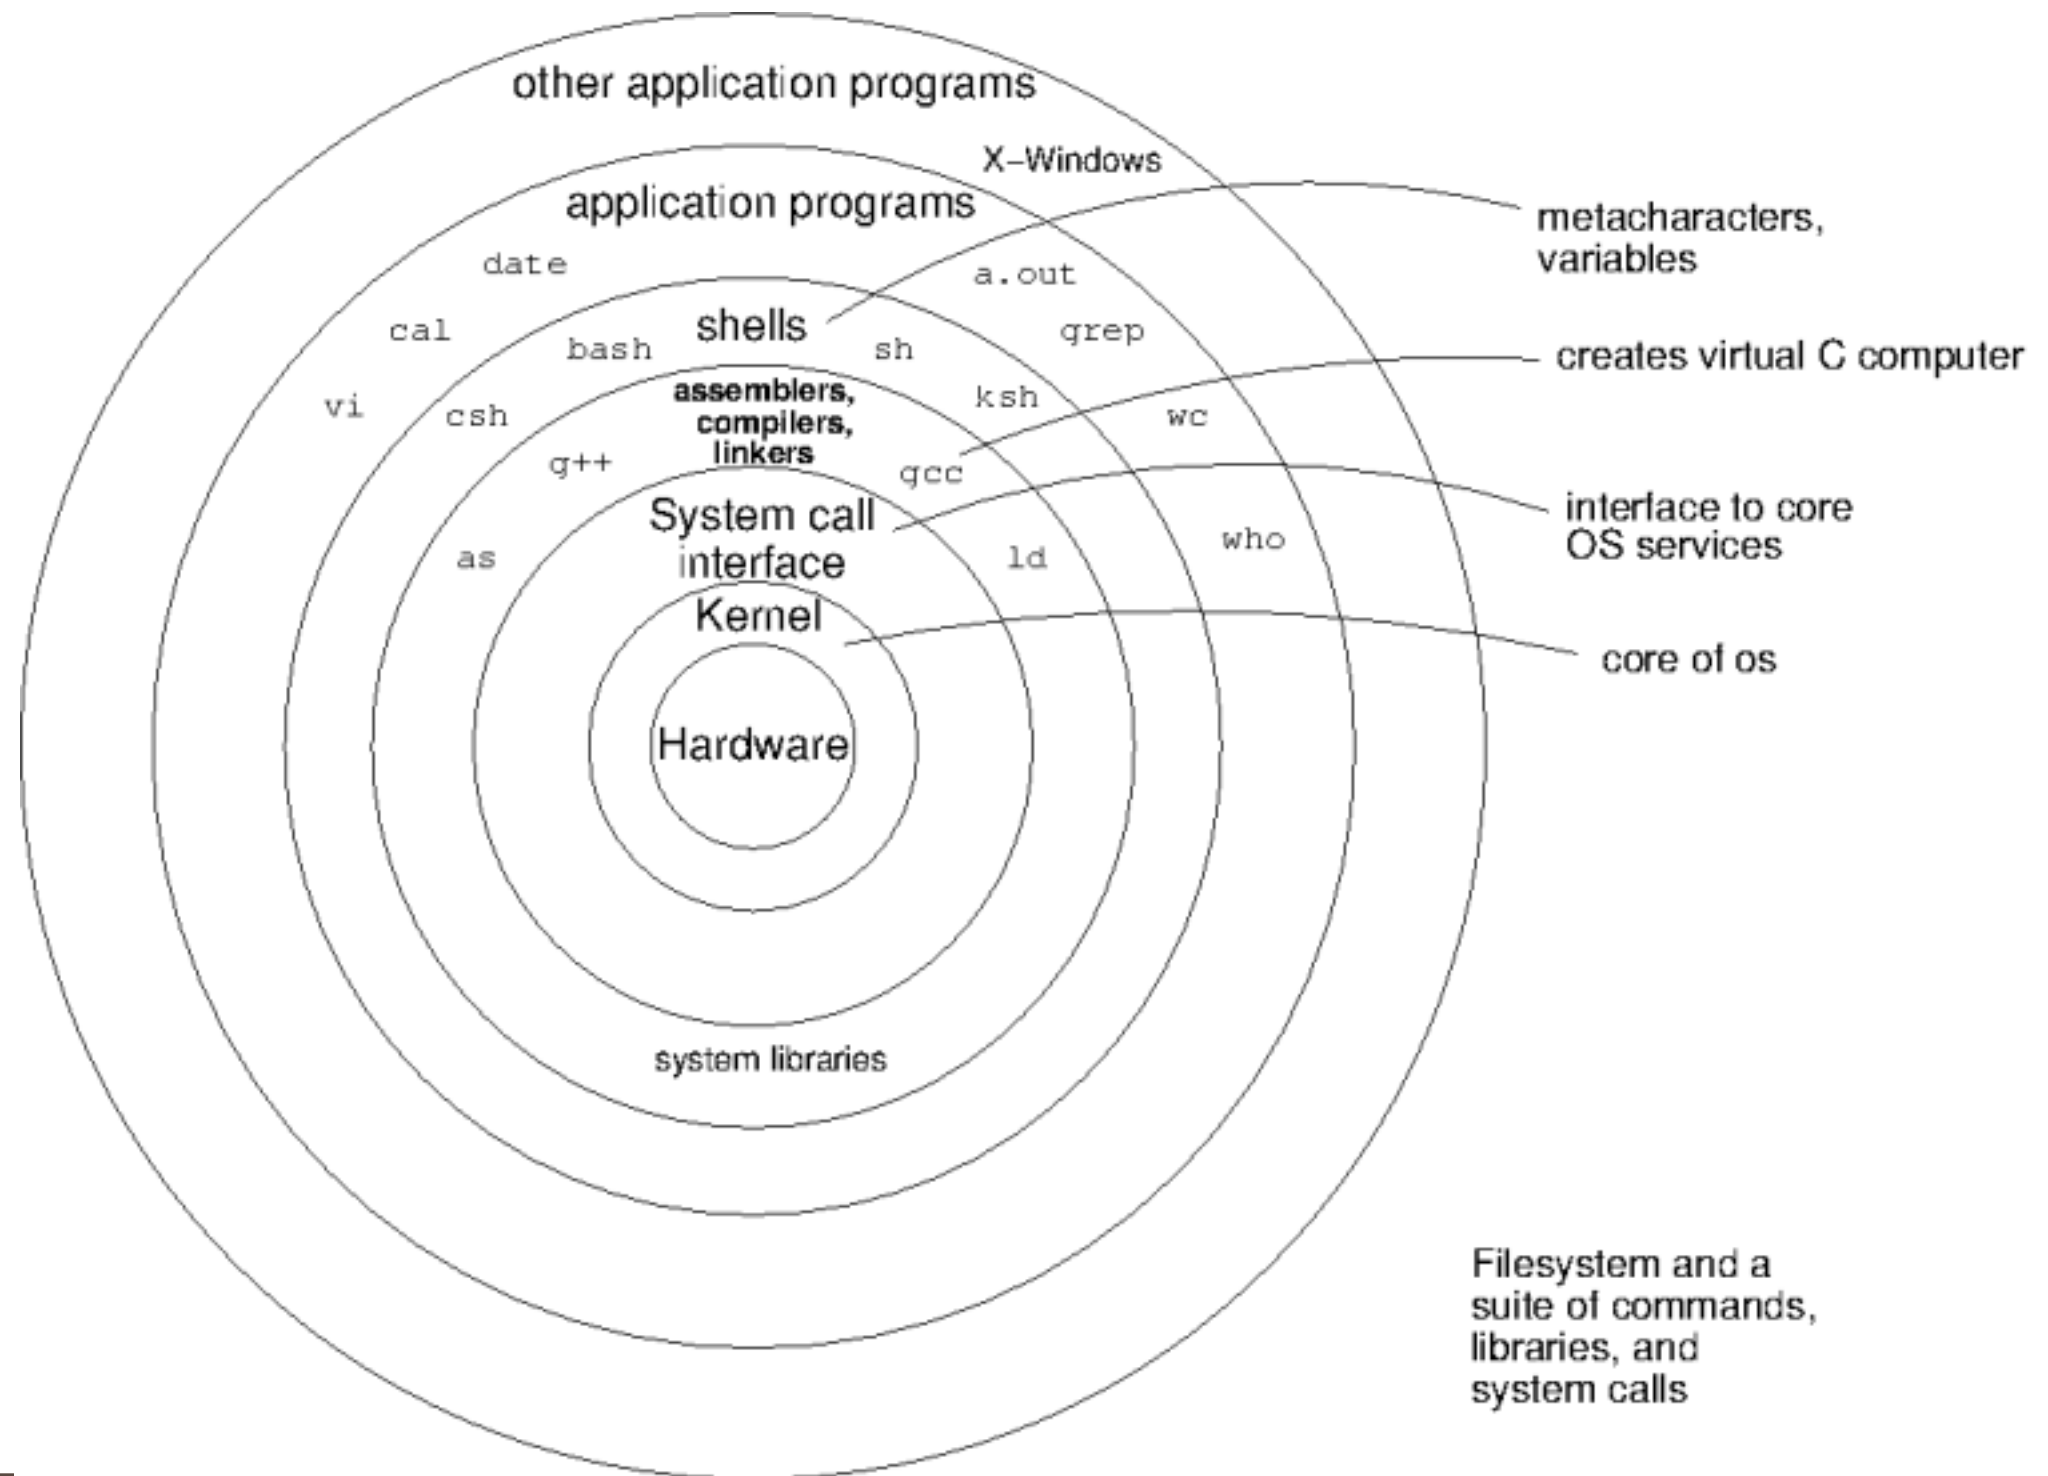 other application programs
X–Windows
application programs
metacharacters,
variables
date
a.out
cal
shells
grep
bash
sh
creates virtual C computer
assemblers,
compilers,
linkers
vi
csh
ksh
wc
g++
gcc
System call
interface
interface to core
OS services
as
ld
who
Kernel
core of os
Hardware
system libraries
Filesystem and a
suite of commands,
libraries, and
system calls